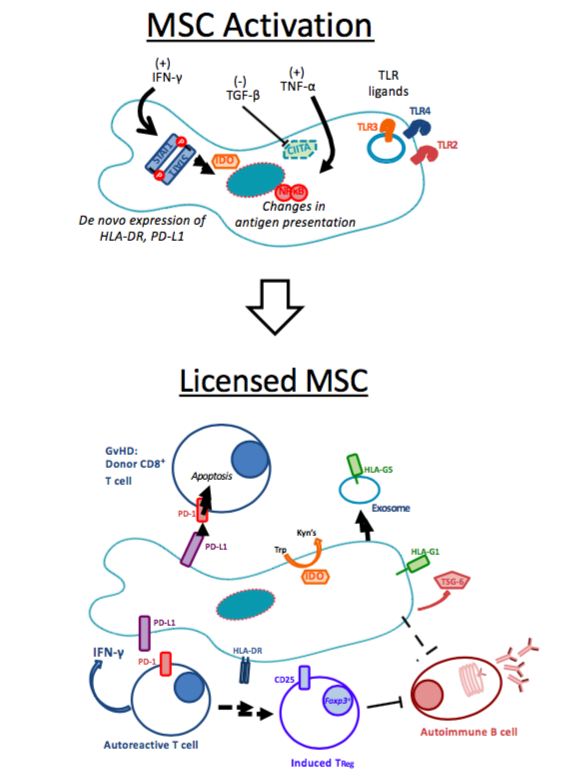 MSC Activation
(+)
IFN-γ
(-)
TGF-β
(+)
TNF-α
TLR
ligands
TLR4
TLR3
TLR2
STAT1
STAT1
IDO
CIITA
NFκB
De novo expression of
HLA-DR, PD-L1
Changes in
antigen presentation
Licensed MSC
GvHD:
Donor CD8⁺
T cell
Apoptosis
PD-1
PD-L1
Trp
Kyn's
IDO
HLA-G5
Exosome
HLA-G1
TSG-6
PD-L1
IFN-γ
PD-1
HLA-DR
CD25
Foxp3⁺
Autoreactive T cell
Induced TReg
Autoimmune B cell